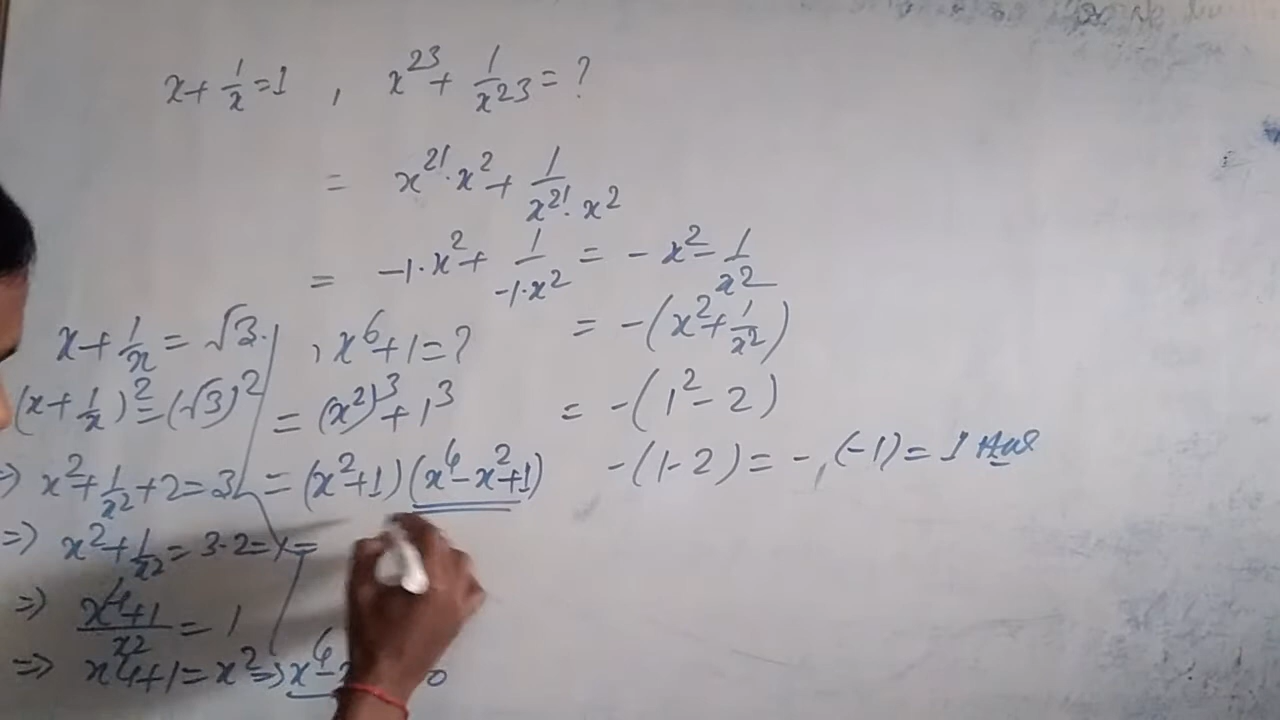 x + 1/x = 1 , x^23 + 1/x^23 = ?
= x^21 · x^2 + 1/x^21 · x^2
= -1 · x^2 + 1/-1 · x^2 = - x^2 - 1/x^2
= -(x^2 + 1/x^2)
= -(1^2 - 2)
-(1-2) = -(-1) = 1 Ans
x + 1/x = √3 , x^6 + 1 = ?
(x + 1/x)^2 = (√3)^2 = (x^2)^3 + 1^3
=> x^2 + 1/x^2 + 2 = 3 = (x^2+1)(x^4 - x^2 + 1)
=> x^2 + 1/x^2 = 3-2 = 1 =
=> x^4+1/x^2 = 1
=> x^4+1 = x^2 => x^4 - 0